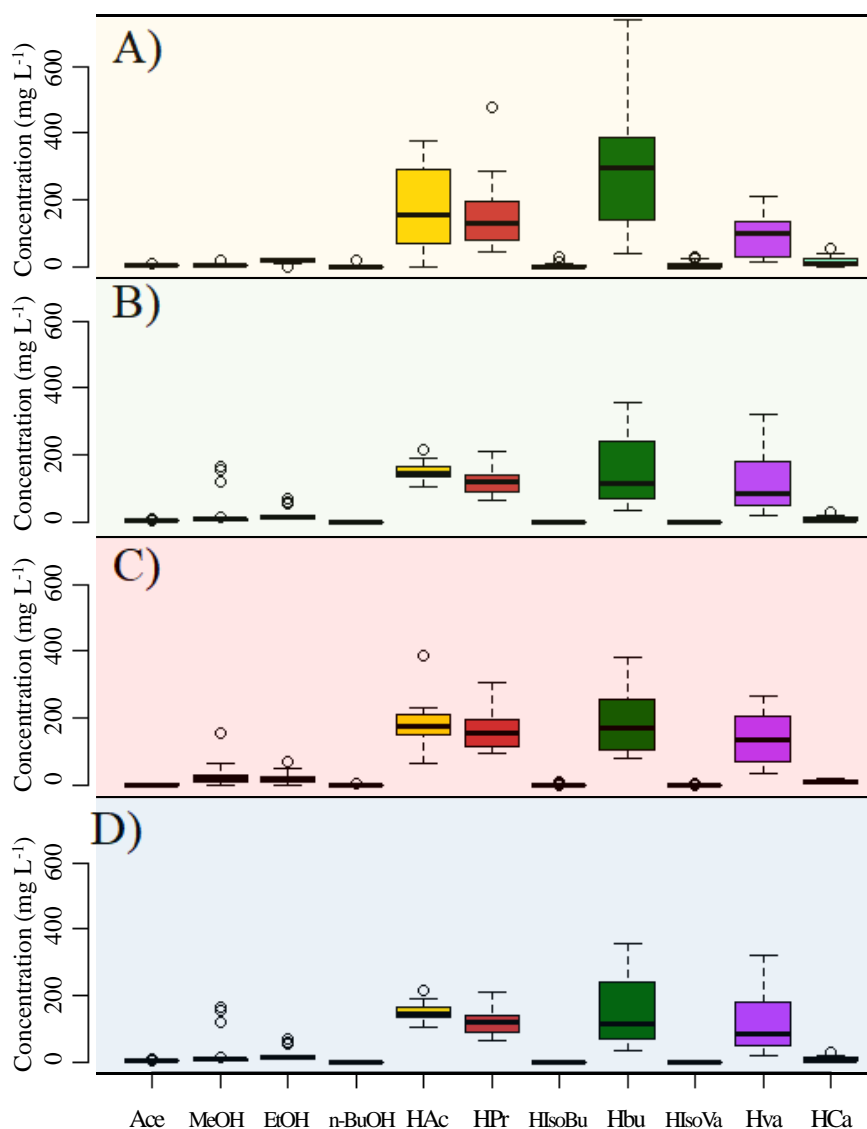 A)
Concentration (mg L-1)
600
400
200
0
B)
Concentration (mg L-1)
600
400
200
0
C)
Concentration (mg L-1)
600
400
200
0
D)
Concentration (mg L-1)
600
400
200
0
Ace MeOH EtOH n-BuOH HAc HPr HIsoBu Hbu HIsoVa Hva HCa